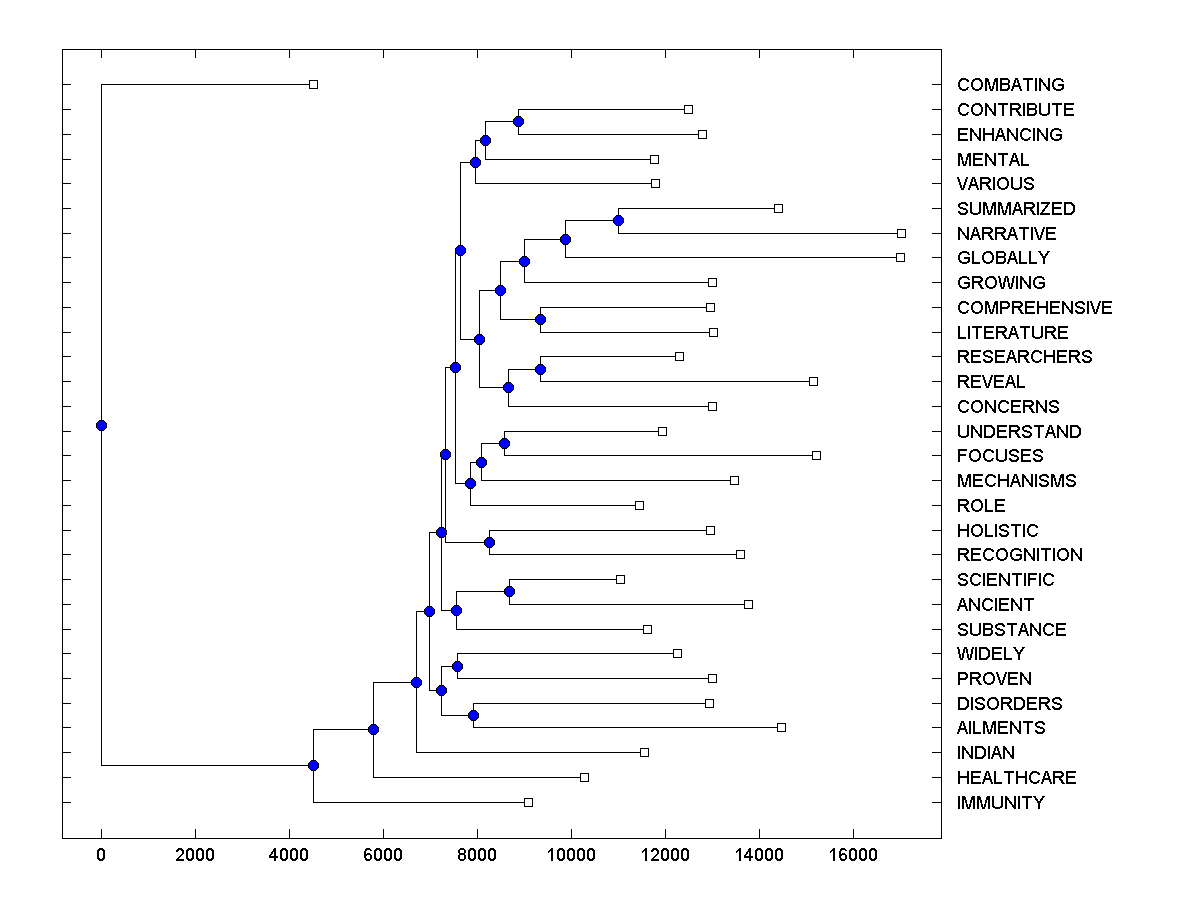 COMBATING
CONTRIBUTE
ENHANCING
MENTAL
VARIOUS
SUMMARIZED
NARRATIVE
GLOBALLY
GROWING
COMPREHENSIVE
LITERATURE
RESEARCHERS
REVEAL
CONCERNS
UNDERSTAND
FOCUSES
MECHANISMS
ROLE
HOLISTIC
RECOGNITION
SCIENTIFIC
ANCIENT
SUBSTANCE
WIDELY
PROVEN
DISORDERS
AILMENTS
INDIAN
HEALTHCARE
IMMUNITY
0 2000 4000 6000 8000 10000 12000 14000 16000